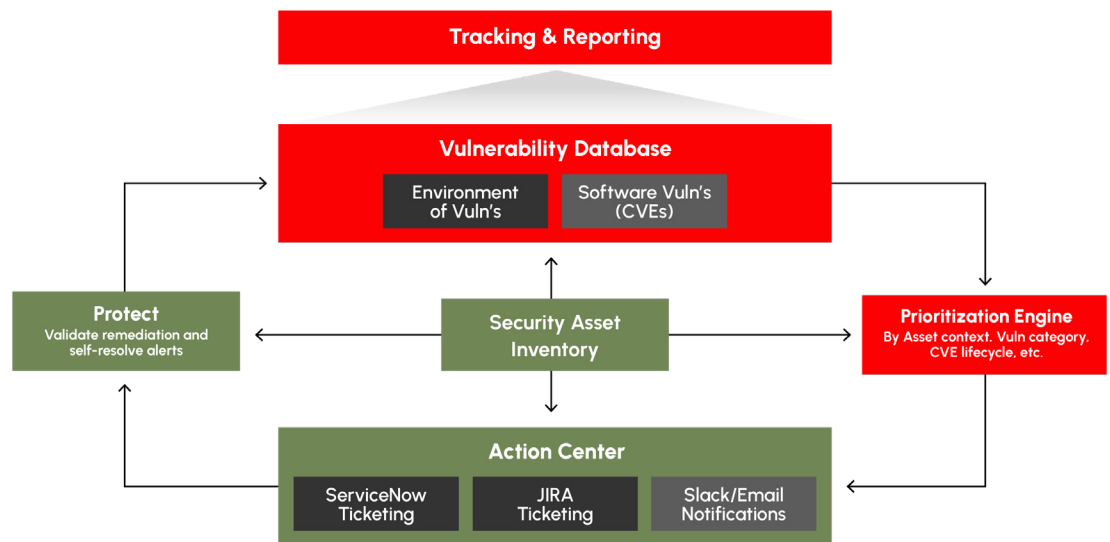 Tracking & Reporting
Vulnerability Database
Environment
of Vuln's
Software Vuln's
(CVEs)
Protect
Validate remediation and
self-resolve alerts
Security Asset
Inventory
Prioritization Engine
By Asset context. Vuln category,
CVE lifecycle, etc.
Action Center
ServiceNow
Ticketing
JIRA
Ticketing
Slack/Email
Notifications